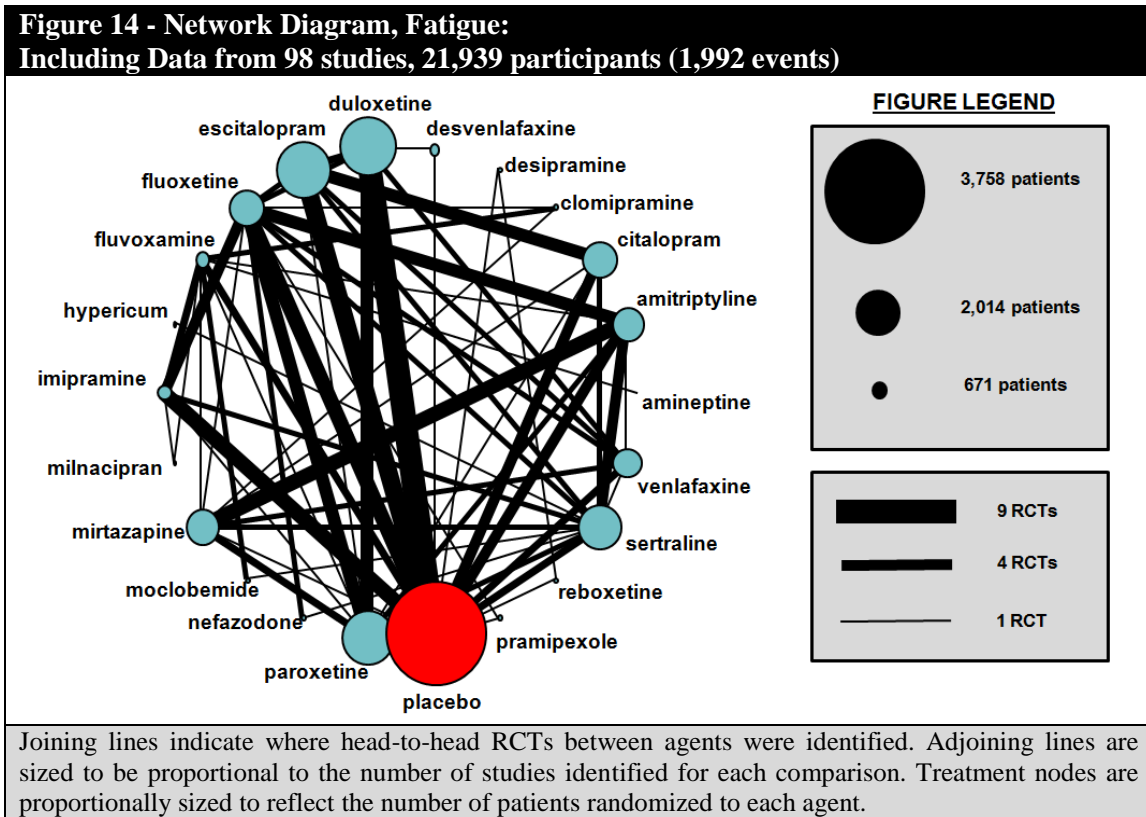 Figure 14 - Network Diagram, Fatigue:
Including Data from 98 studies, 21,939 participants (1,992 events)
duloxetine
escitalopram
desvenlafaxine
desipramine
fluoxetine
clomipramine
fluvoxamine
citalopram
hypericum
amitriptyline
imipramine
amineptine
milnacipran
venlafaxine
mirtazapine
sertraline
moclobemide
reboxetine
nefazodone
pramipexole
paroxetine
placebo
FIGURE LEGEND
3,758 patients
2,014 patients
671 patients
9 RCTs
4 RCTs
1 RCT
Joining lines indicate where head-to-head RCTs between agents were identified. Adjoining lines are
sized to be proportional to the number of studies identified for each comparison. Treatment nodes are
proportionally sized to reflect the number of patients randomized to each agent.